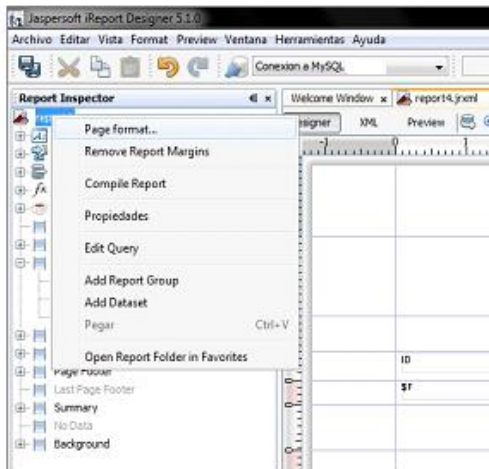 Jaspersoft iReport Designer 5.1.0
Archivo Editar Vista Format Preview Ventana Herramientas Ayuda
Conexion a MySQL
Report Inspector
Welcome Window report4.jrxml
esigner XML Preview
Page format...
Remove Report Margins
Compile Report
Propiedades
Edit Query
Add Report Group
Add Dataset
Pegar Ctrl+V
Open Report Folder in Favorites
Page Footer
Last Page Footer
Summary
No Data
Background
ID
$F